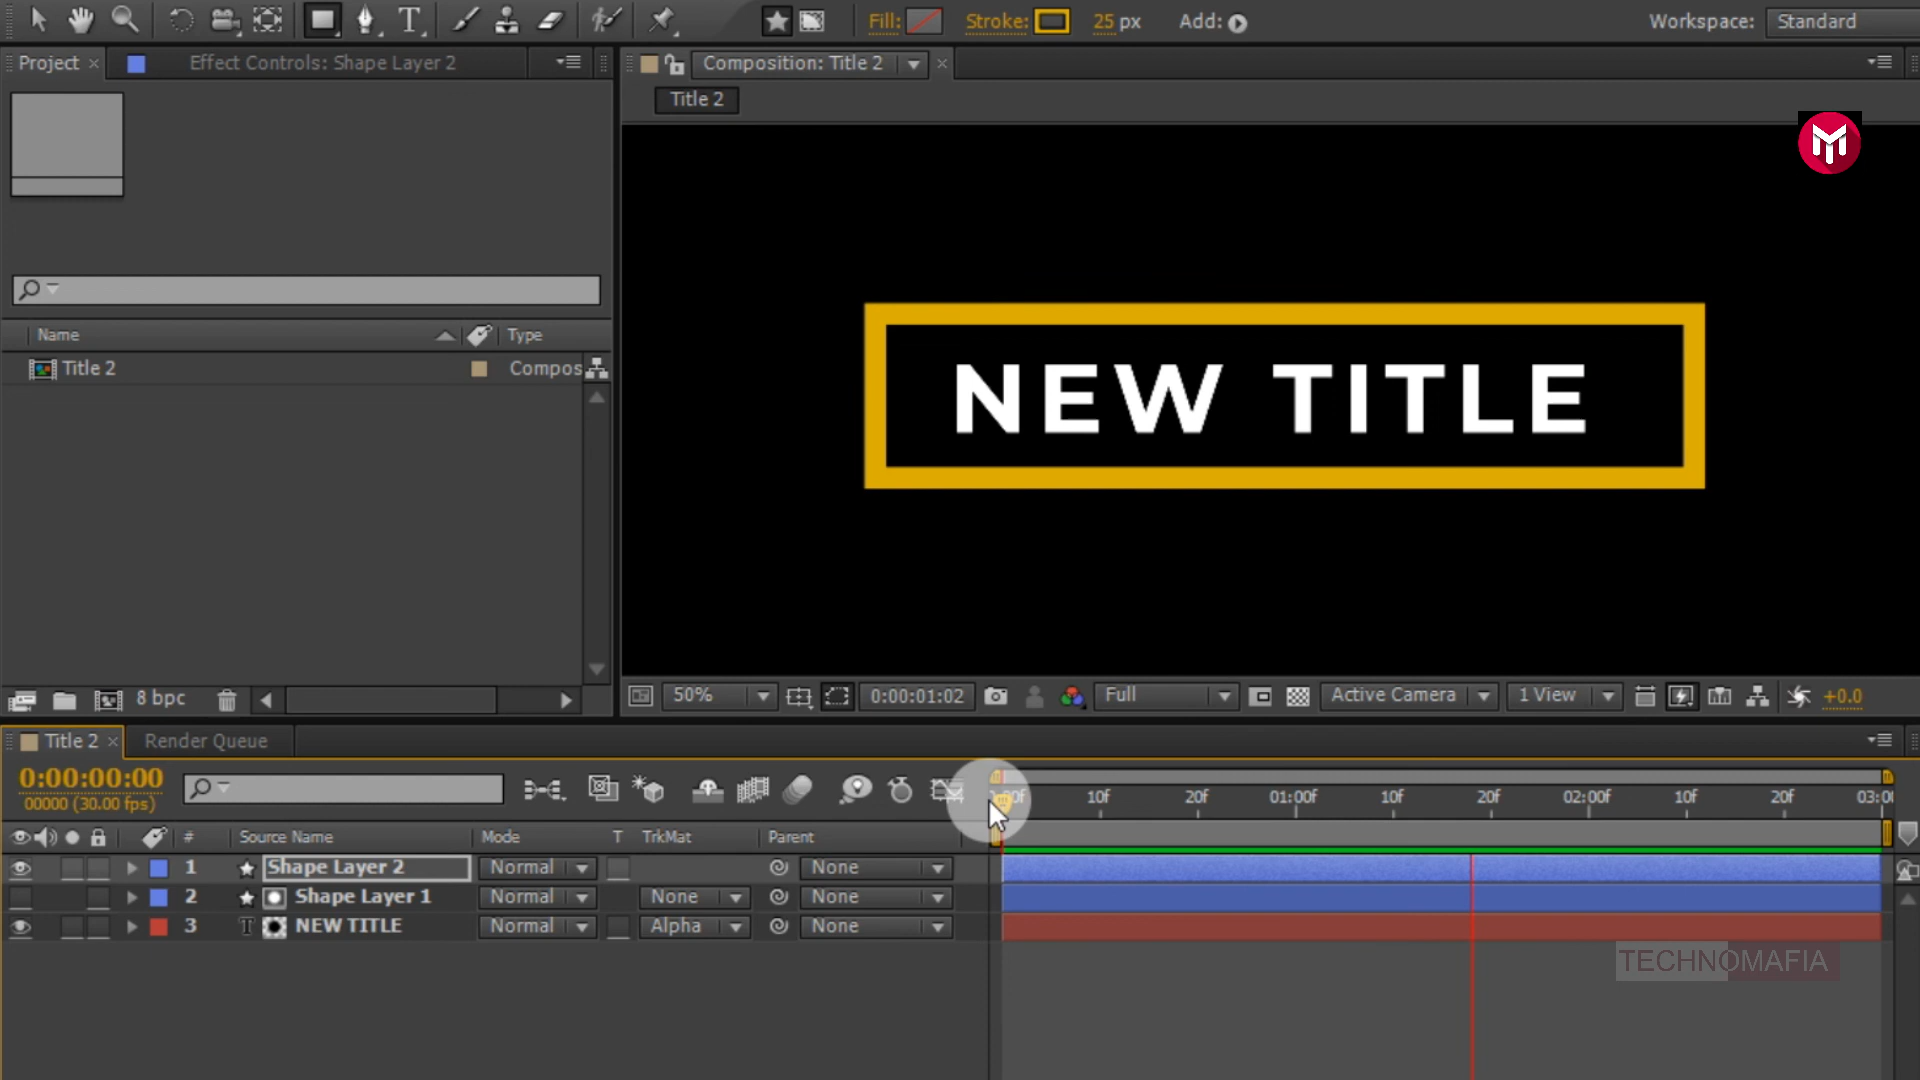 Fill: Stroke: 25 px Add: Workspace: Standard
Project × Effect Controls: Shape Layer 2 Composition: Title 2 ×
Title 2
NEW TITLE
Name Type
Title 2 Compos
8 bpc 50% 0:00:01:02 Full Active Camera 1 View +0.0
Title 2 × Render Queue
0:00:00:00
00000 (30.00 fps)
10f 20f 01:00f 10f 20f 02:00f 10f 20f 03:0
# Source Name Mode T TrkMat Parent
1 Shape Layer 2 Normal None
2 Shape Layer 1 Normal None None
3 T NEW TITLE Normal Alpha None
TECHNOMAFIA